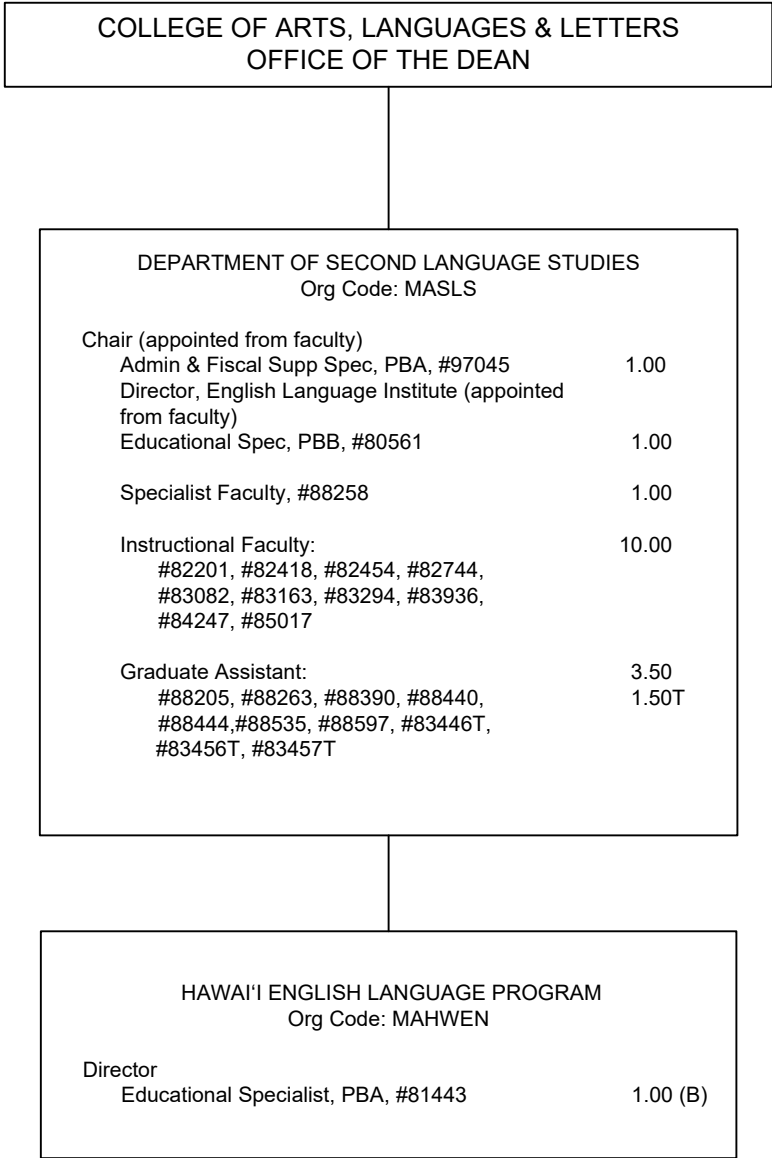 COLLEGE OF ARTS, LANGUAGES & LETTERS
OFFICE OF THE DEAN
DEPARTMENT OF SECOND LANGUAGE STUDIES
Org Code: MASLS
Chair (appointed from faculty)
Admin & Fiscal Supp Spec, PBA, #97045 1.00
Director, English Language Institute (appointed
from faculty)
Educational Spec, PBB, #80561 1.00
Specialist Faculty, #88258 1.00
Instructional Faculty: 10.00
#82201, #82418, #82454, #82744,
#83082, #83163, #83294, #83936,
#84247, #85017
Graduate Assistant: 3.50
#88205, #88263, #88390, #88440, 1.50T
#88444,#88535, #88597, #83446T,
#83456T, #83457T
HAWAI‘I ENGLISH LANGUAGE PROGRAM
Org Code: MAHWEN
Director
Educational Specialist, PBA, #81443 1.00 (B)